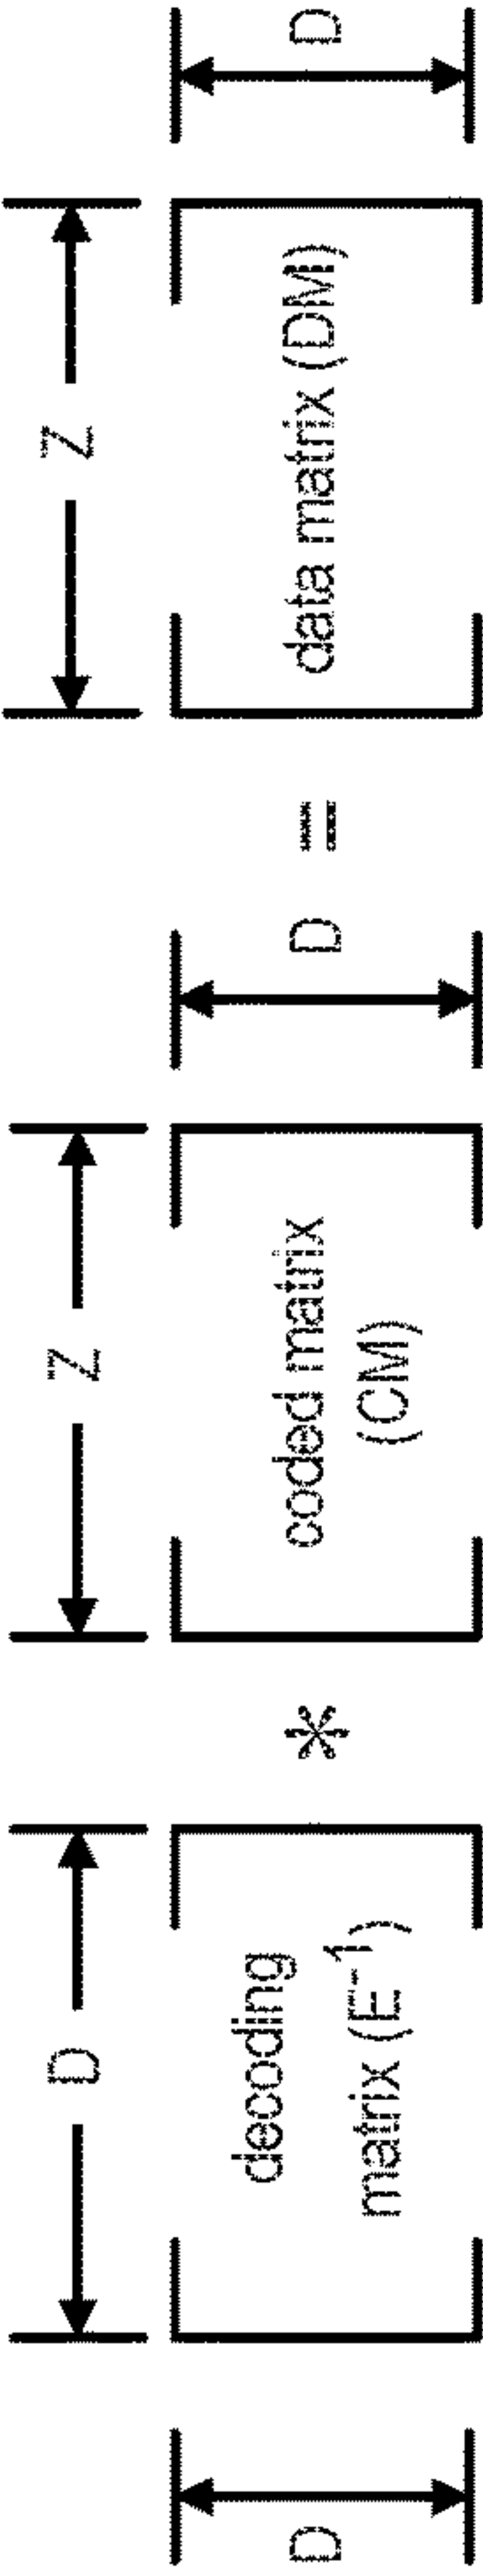 D
D
decoding
matrix (E⁻¹)
*
Z
coded matrix
(CM)
D
=
Z
data matrix (DM)
D